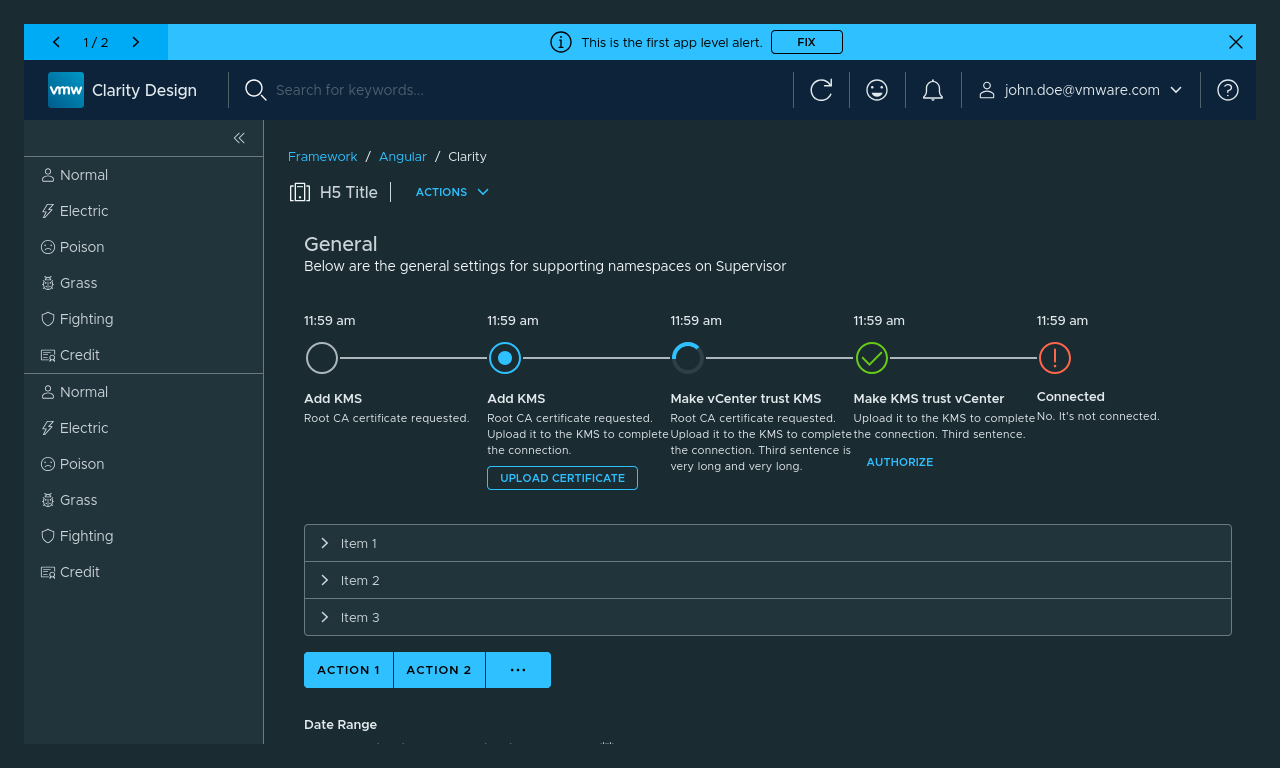 1 / 2
This is the first app level alert. FIX
vmw Clarity Design
Search for keywords...
john.doe@vmware.com
Normal
Electric
Poison
Grass
Fighting
Credit
Normal
Electric
Poison
Grass
Fighting
Credit
Framework / Angular / Clarity
H5 Title
ACTIONS
General
Below are the general settings for supporting namespaces on Supervisor
11:59 am
Add KMS
Root CA certificate requested.
11:59 am
Add KMS
Root CA certificate requested.
Upload it to the KMS to complete
the connection.
UPLOAD CERTIFICATE
11:59 am
Make vCenter trust KMS
Root CA certificate requested.
Upload it to the KMS to complete
the connection. Third sentence is
very long and very long.
11:59 am
Make KMS trust vCenter
Upload it to the KMS to complete
the connection. Third sentence.
AUTHORIZE
11:59 am
Connected
No. It's not connected.
Item 1
Item 2
Item 3
ACTION 1
ACTION 2
...
Date Range